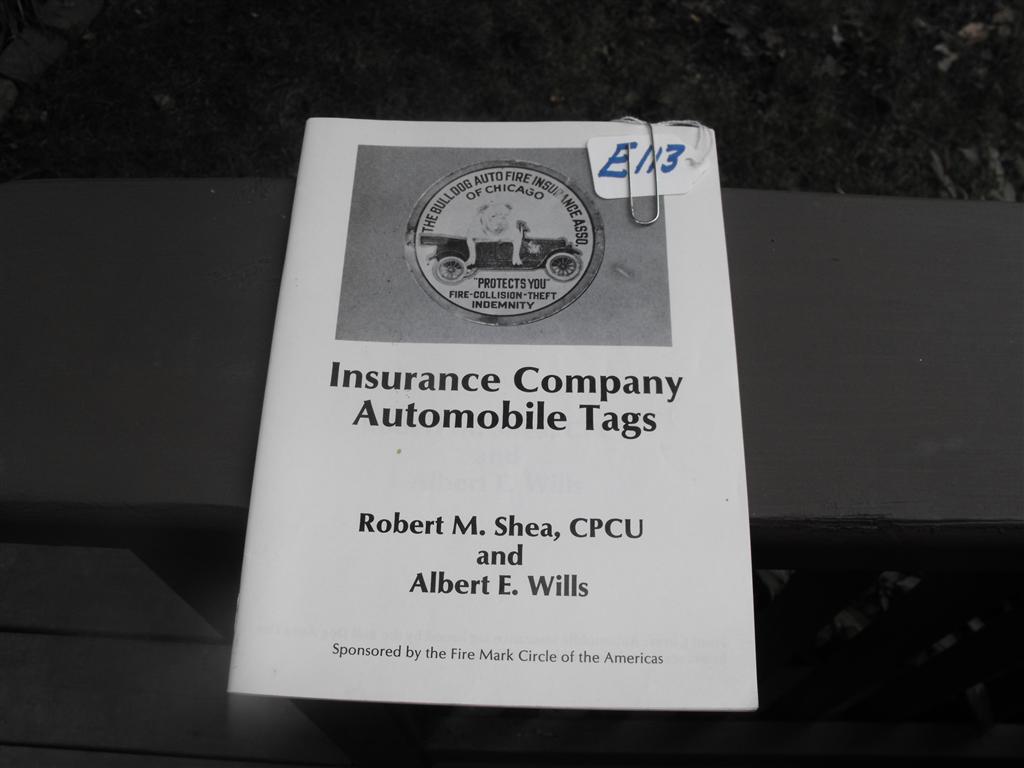 E113
THE BULLDOG AUTO FIRE INSURANCE ASSO.
OF CHICAGO
"PROTECTS YOU"
FIRE-COLLISION-THEFT
INDEMNITY
Insurance Company
Automobile Tags
Robert M. Shea, CPCU
and
Albert E. Wills
Sponsored by the Fire Mark Circle of the Americas